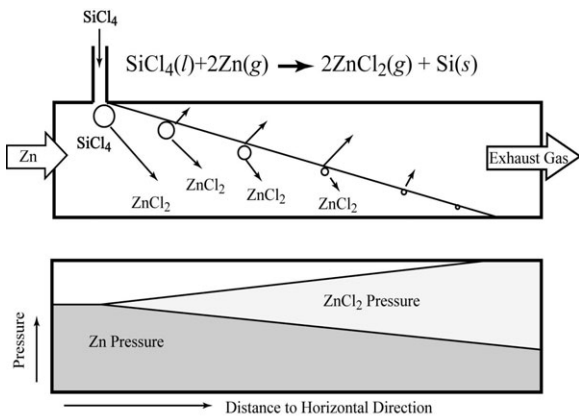 SiCl4
SiCl4(l)+2Zn(g) → 2ZnCl2(g) + Si(s)
Zn
SiCl4
Exhaust Gas
ZnCl2
ZnCl2
ZnCl2
ZnCl2
Pressure
ZnCl2 Pressure
Zn Pressure
Distance to Horizontal Direction